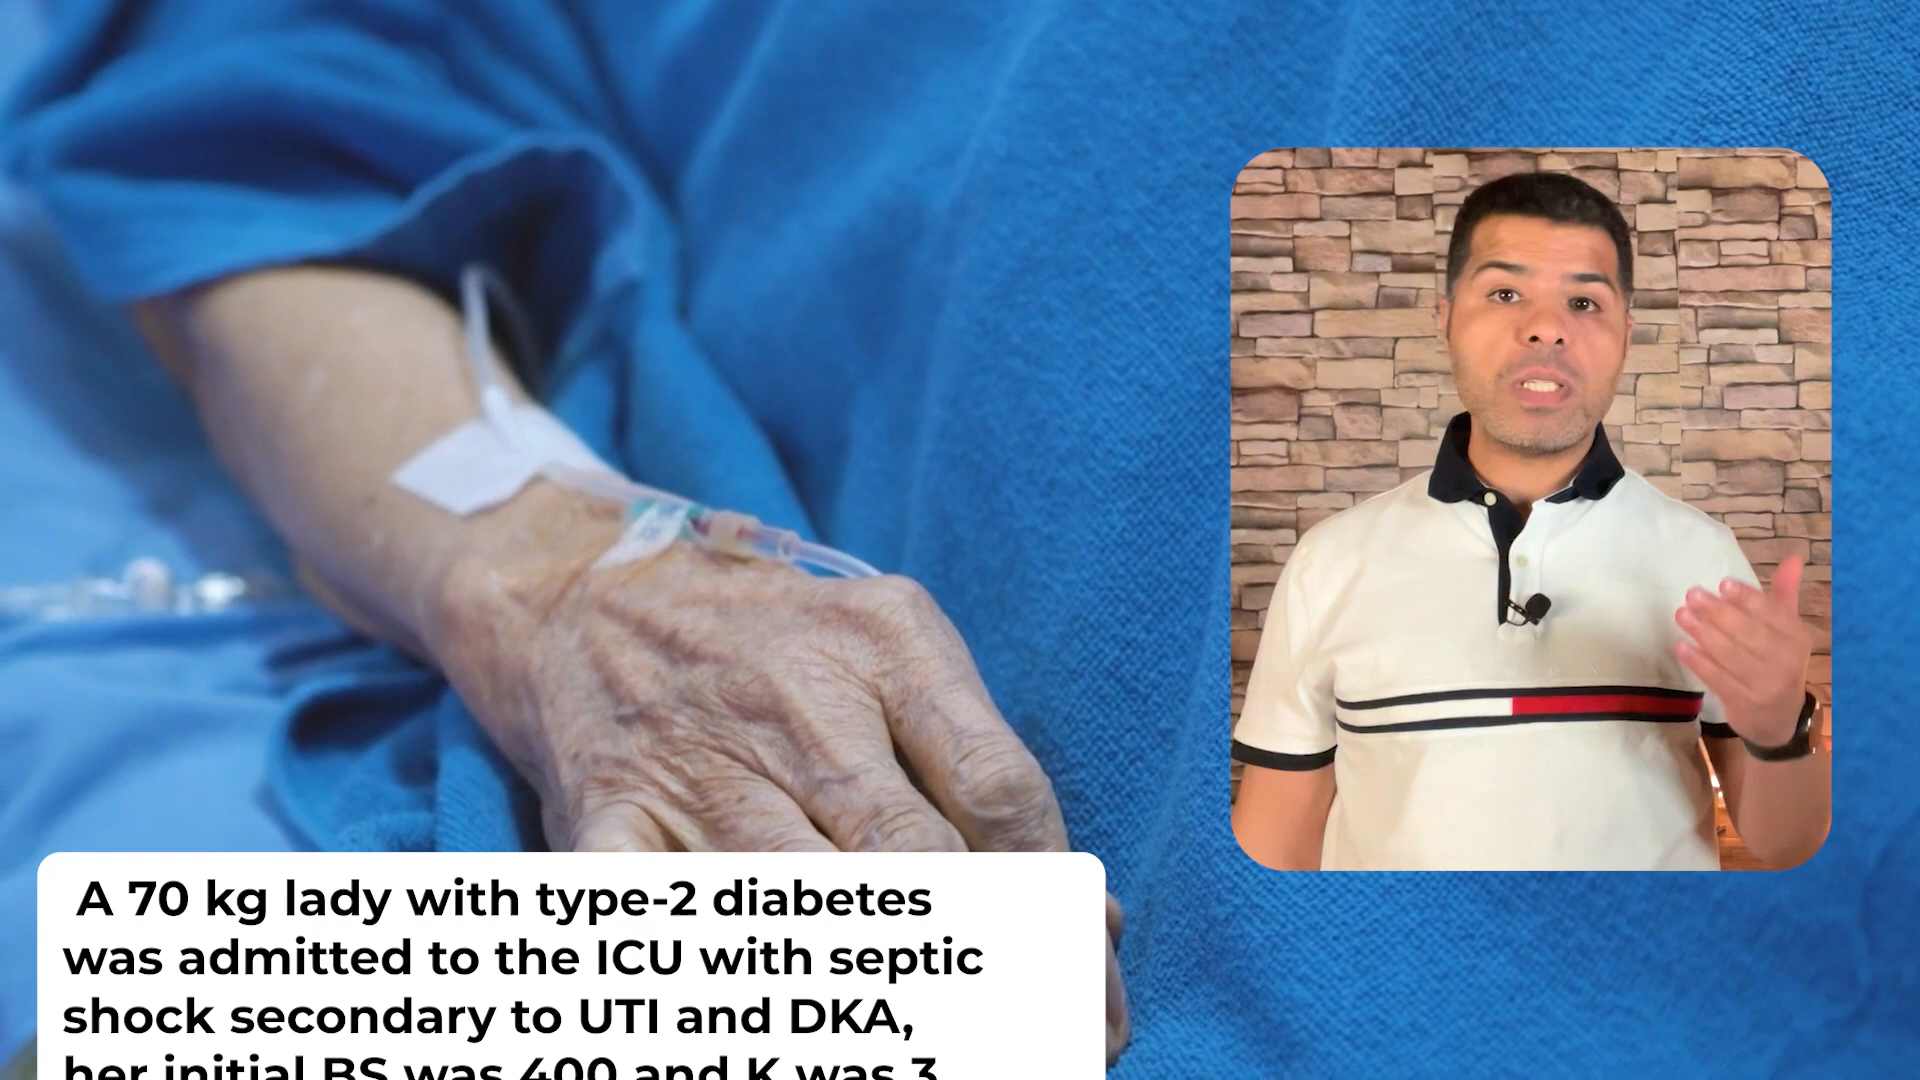 A 70 kg lady with type-2 diabetes
was admitted to the ICU with septic
shock secondary to UTI and DKA,
her initial BS was 400 and K was 3